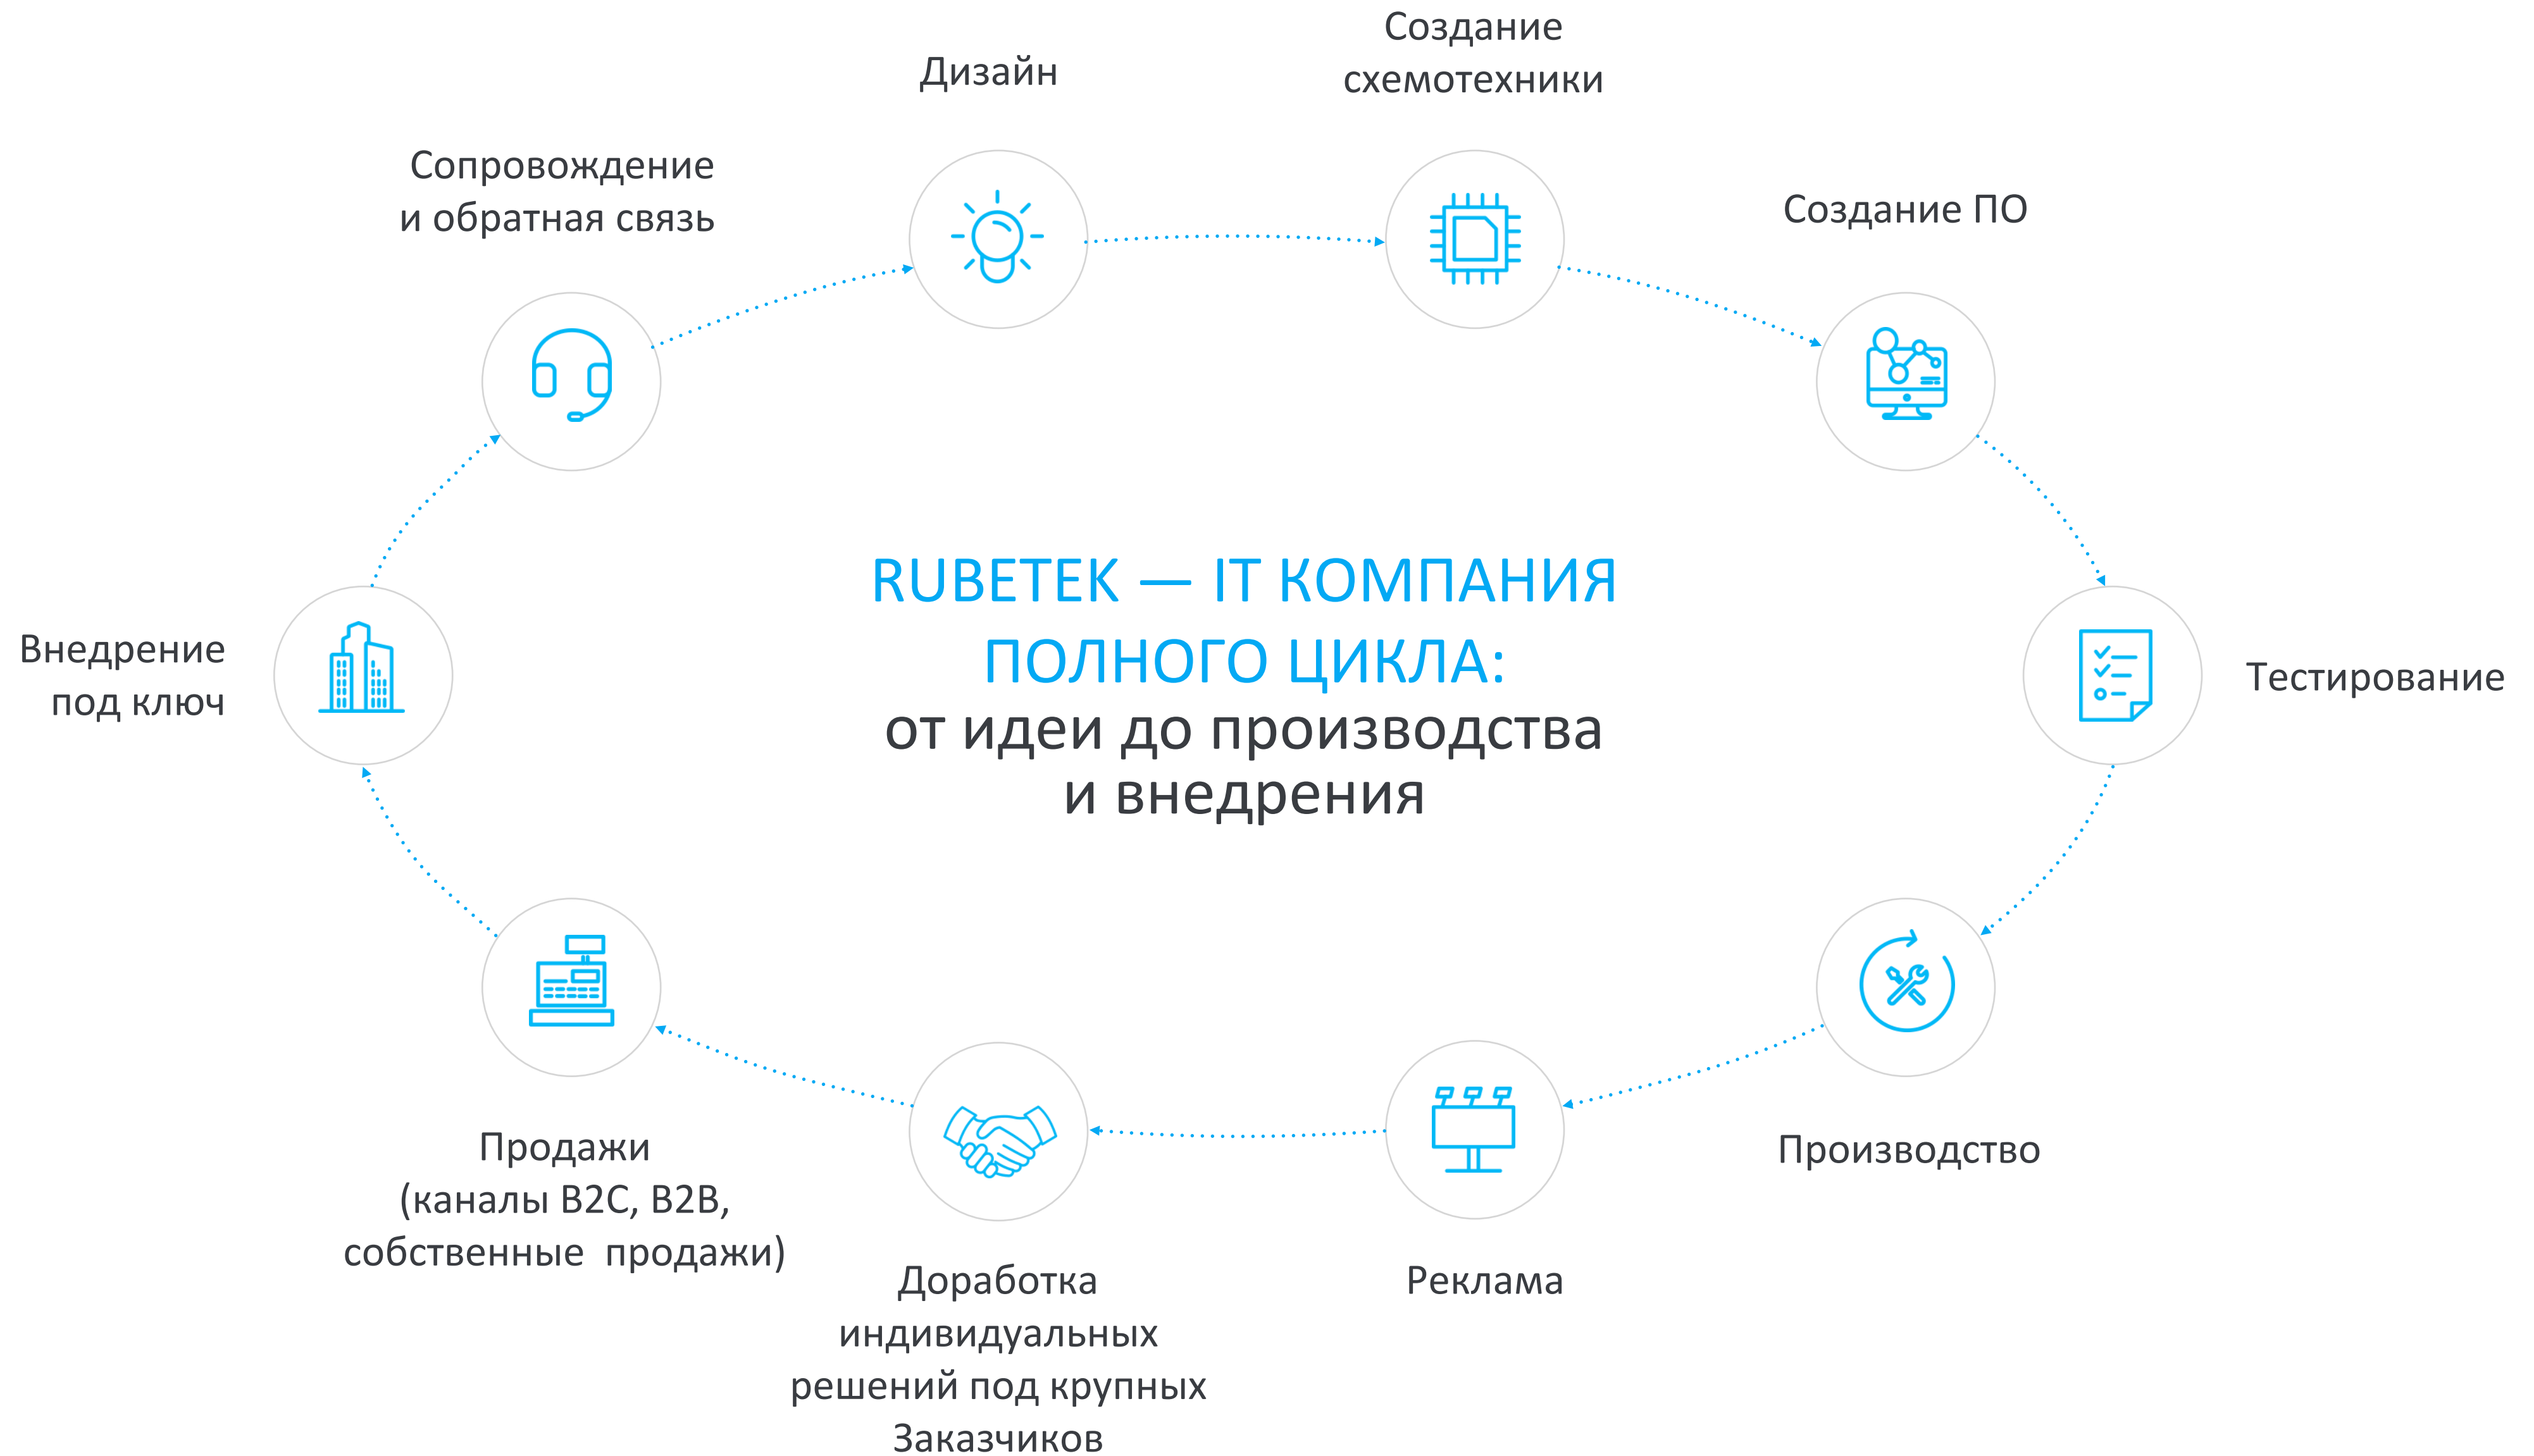 Создание
схемотехники
Дизайн
Сопровождение
и обратная связь
Создание ПО
RUBETEK — IT КОМПАНИЯ
ПОЛНОГО ЦИКЛА:
от идеи до производства
и внедрения
Внедрение
под ключ
Тестирование
Продажи
(каналы B2C, B2B,
собственные продажи)
Производство
Доработка
индивидуальных
решений под крупных
Заказчиков
Реклама